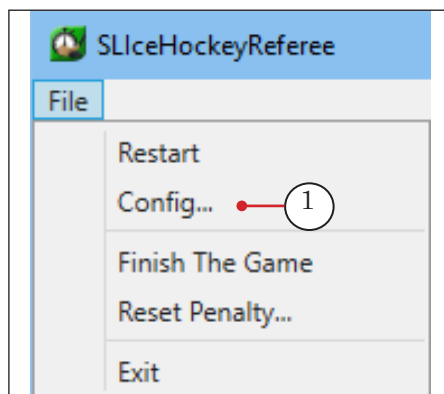 SLIceHockeyReferee
File
Restart
Config...
1
Finish The Game
Reset Penalty...
Exit